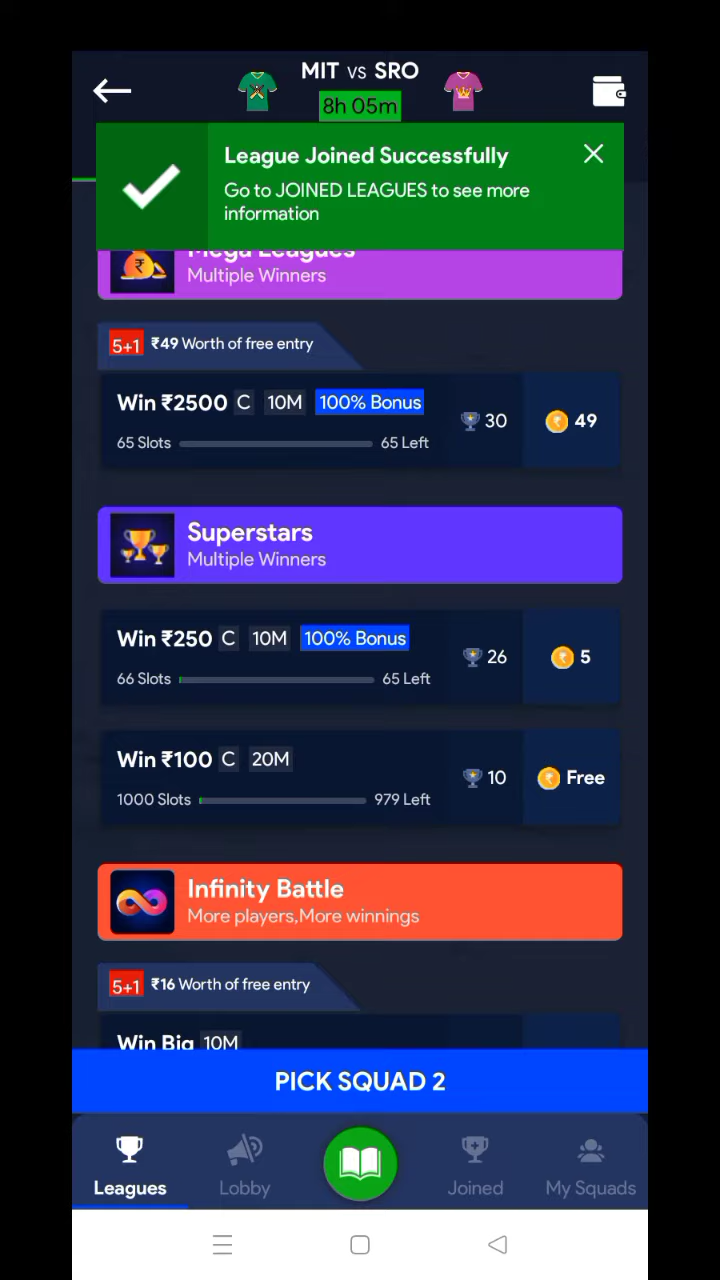 MIT vs SRO
8h 05m
League Joined Successfully
Go to JOINED LEAGUES to see more
information
Mega Leagues
Multiple Winners
5+1 ₹49 Worth of free entry
Win ₹2500 C 10M 100% Bonus
30
49
65 Slots 65 Left
Superstars
Multiple Winners
Win ₹250 C 10M 100% Bonus
26
5
66 Slots 65 Left
Win ₹100 C 20M
10
Free
1000 Slots 979 Left
Infinity Battle
More players,More winnings
5+1 ₹16 Worth of free entry
Win Big 10M
PICK SQUAD 2
Leagues Lobby Joined My Squads